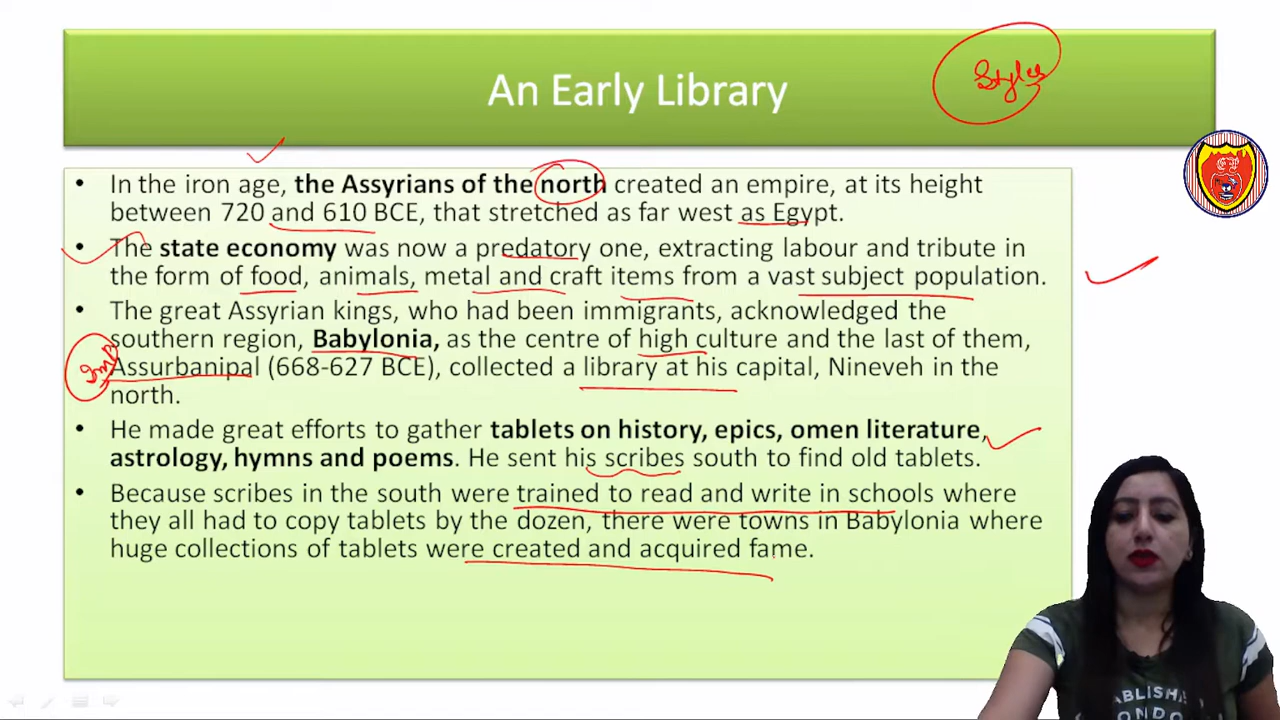 An Early Library
Styles
• In the iron age, the Assyrians of the north created an empire, at its height
between 720 and 610 BCE, that stretched as far west as Egypt.
• The state economy was now a predatory one, extracting labour and tribute in
the form of food, animals, metal and craft items from a vast subject population.
• The great Assyrian kings, who had been immigrants, acknowledged the
southern region, Babylonia, as the centre of high culture and the last of them,
Imp
Assurbanipal (668-627 BCE), collected a library at his capital, Nineveh in the
north.
• He made great efforts to gather tablets on history, epics, omen literature,
astrology, hymns and poems. He sent his scribes south to find old tablets.
• Because scribes in the south were trained to read and write in schools where
they all had to copy tablets by the dozen, there were towns in Babylonia where
huge collections of tablets were created and acquired fame.